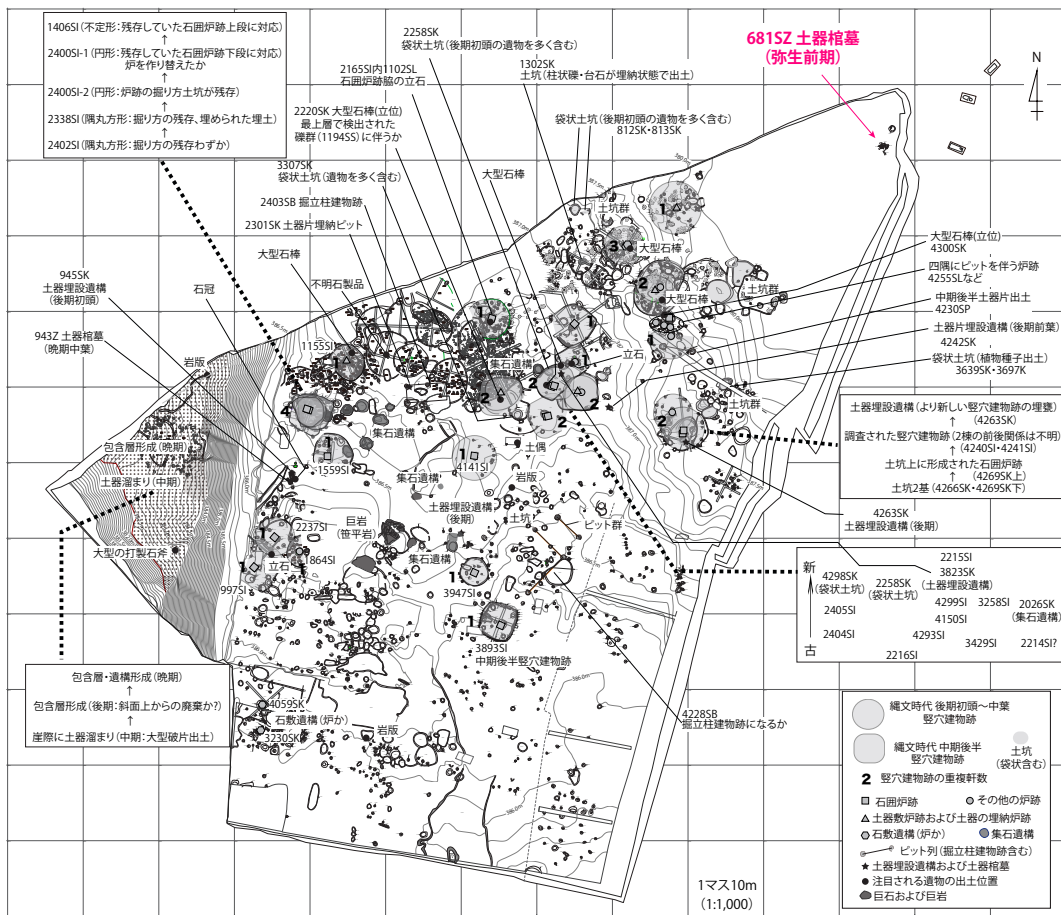 1406SI(不定形:残存していた石囲炉跡上段に対応)
↑
2400SI-1(円形:残存していた石囲炉跡下段に対応)
炉を作り替えたか
↑
2400SI-2(円形:炉跡の掘り方土坑が残存)
↑
2338SI(隅丸方形:掘り方の残存、埋められた埋土)
↑
2402SI(隅丸方形:掘り方の残存わずか)
2258SK
袋状土坑(後期初頭の遺物を多く含む)
1302SK
土坑(柱状礫・台石が埋納状態で出土)
2165SI内1102SL
石囲炉跡脇の立石
2220SK 大型石棒(立位)
最上層で検出された
礫群(1194SS)に伴うか
袋状土坑(後期初頭の遺物を多く含む)
812SK・813SK
大型石棒
3307SK
袋状土坑(遺物を多く含む)
2403SB 掘立柱建物跡
2301SK 土器片埋納ピット
大型石棒
不明石製品
石冠
945SK
土器埋設遺構
(後期初頭)
943Z 土器棺墓
(晩期中葉)
岩版
681SZ 土器棺墓
(弥生前期)
N
土坑群
1
3
大型石棒
2
大型石棒
土坑群
大型石棒(立位)
4300SK
四隅にピットを伴う炉跡
4255SLなど
中期後半土器片出土
4230SP
土器片埋設遺構(後期前葉)
4242SK
袋状土坑(植物種子出土)
3639SK・3697K
1155SI
1
1
1
1
1
集石遺構
立石
2
2
2
2
4
集石遺構
1559SI
1
4141SI
土偶
集石遺構
岩版
土坑群
2
土器埋設遺構(より新しい竪穴建物跡の埋甕)
(4263SK)
↑
調査された竪穴建物跡(2棟の前後関係は不明)
↑(4240SI・4241SI)
土坑上に形成された石囲炉跡
↑(4269SK上)
土坑2基(4266SK・4269SK下)
4263SK
土器埋設遺構(後期)
包含層形成(晩期)
土器溜まり(中期)
大型の打製石斧
2237SI
1
巨岩
(笹平岩)
土器埋設遺構
(後期)
土坑
ピット群
集石遺構
立石
1864SI
997SI
1
3947SI
1
3893SI
中期後半竪穴建物跡
新
古
2215SI
3823SK
(土器埋設遺構)
4298SK
(袋状土坑)
2258SK
(袋状土坑)
4299SI
3258SI
2026SK
(集石遺構)
2405SI
4150SI
2404SI
4293SI
3429SI
2214SI?
2216SI
包含層・遺構形成(晩期)
↑
包含層形成(後期:斜面上からの廃棄か?)
↑
崖際に土器溜まり(中期:大型破片出土)
4059SK
石敷遺構(炉か)
3230SK
岩版
4228SB
掘立柱建物跡になるか
縄文時代 後期初頭〜中葉
竪穴建物跡
縄文時代 中期後半
竪穴建物跡
土坑
(袋状含む)
2 竪穴建物跡の重複軒数
石囲炉跡
その他の炉跡
土器敷炉跡および土器の埋納炉跡
石敷遺構(炉か)
集石遺構
ピット列(掘立柱建物跡含む)
土器埋設遺構および土器棺墓
注目される遺物の出土位置
巨石および巨岩
1マス10m
(1:1,000)